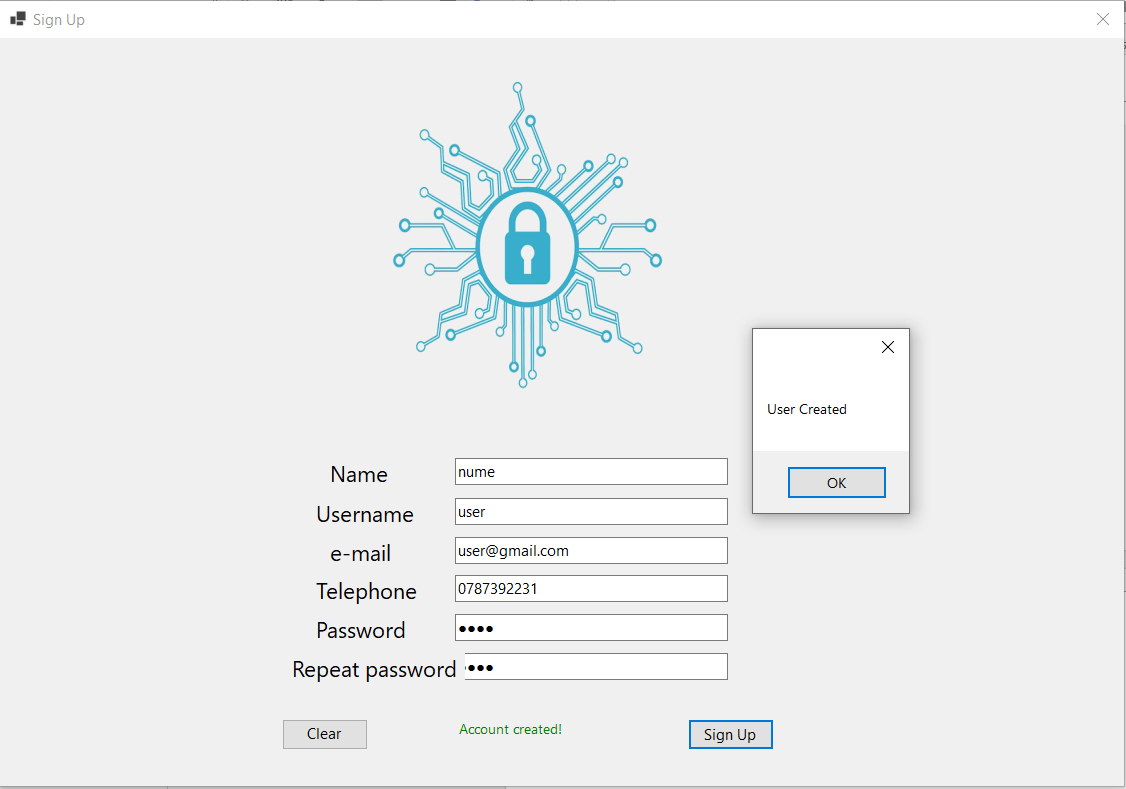 Sign Up
User Created
OK
Name nume
Username user
e-mail user@gmail.com
Telephone 0787392231
Password ••••
Repeat password ••••
Clear Account created! Sign Up